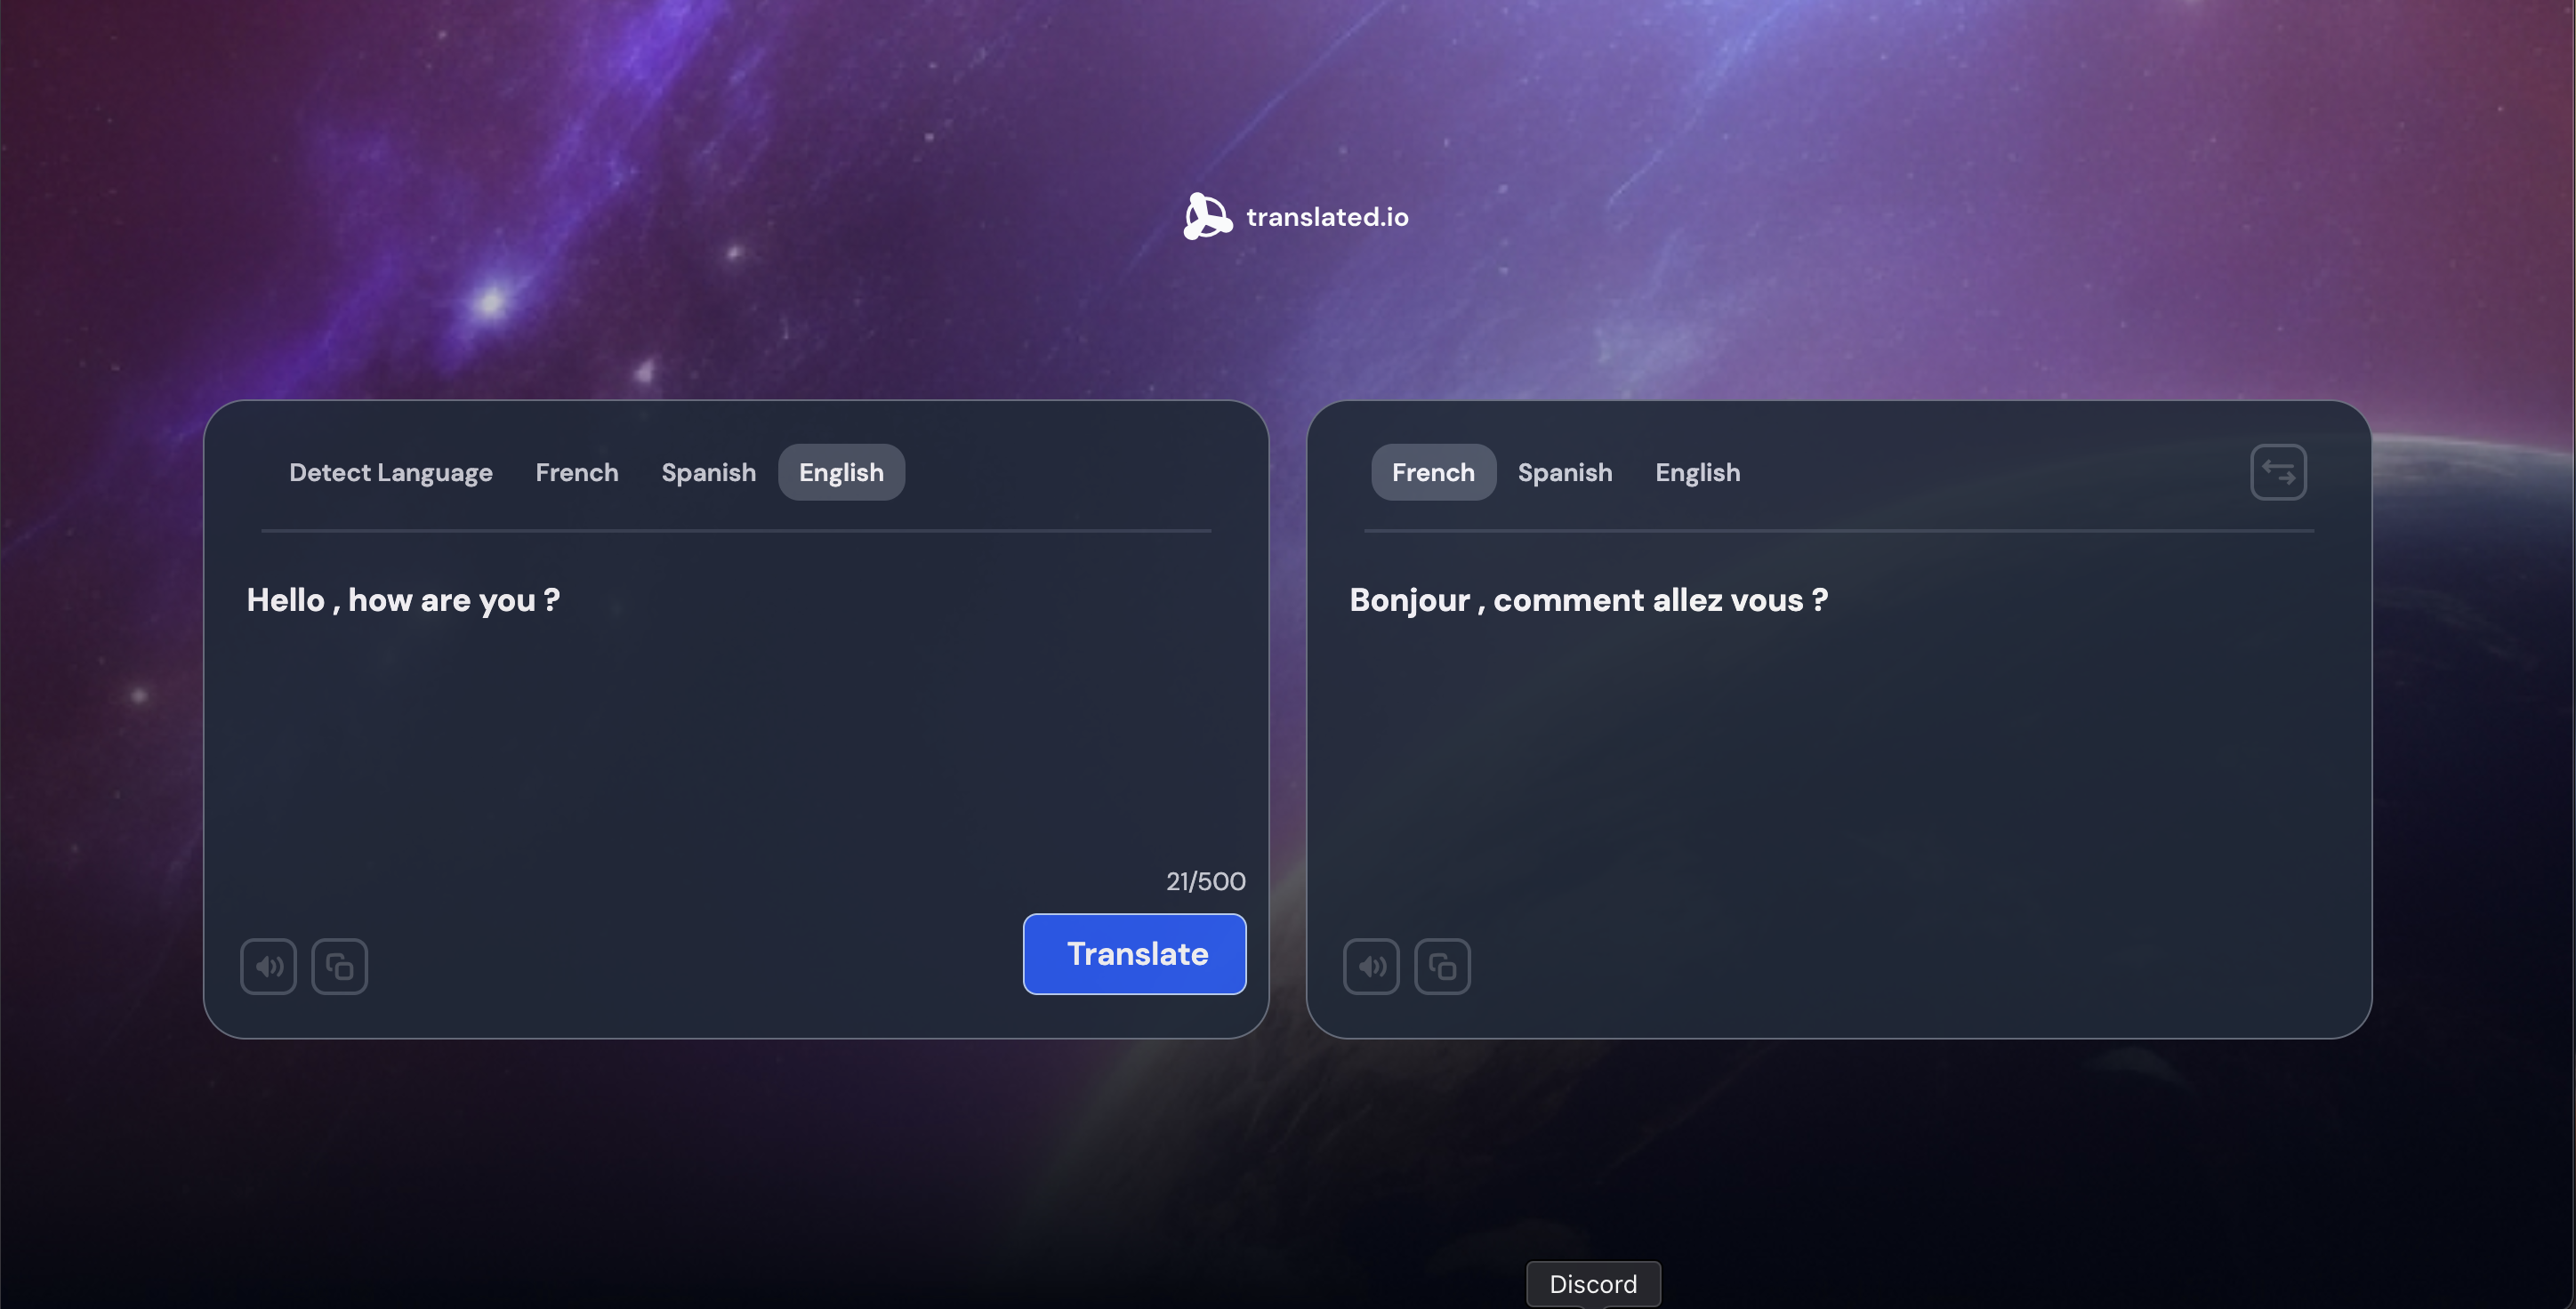 translated.io
Detect Language French Spanish English
Hello , how are you ?
21/500
Translate
French Spanish English
Bonjour , comment allez vous ?
Discord